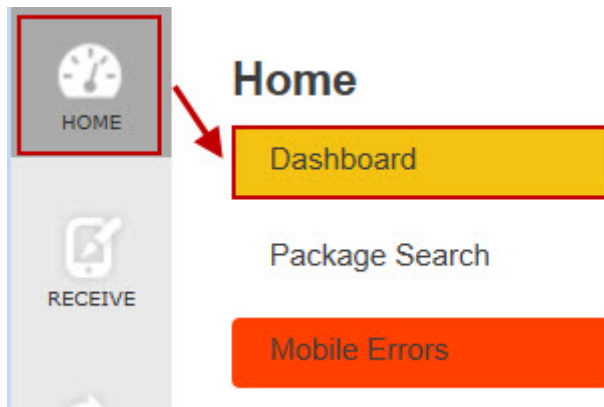 HOME
RECEIVE
Home
Dashboard
Package Search
Mobile Errors